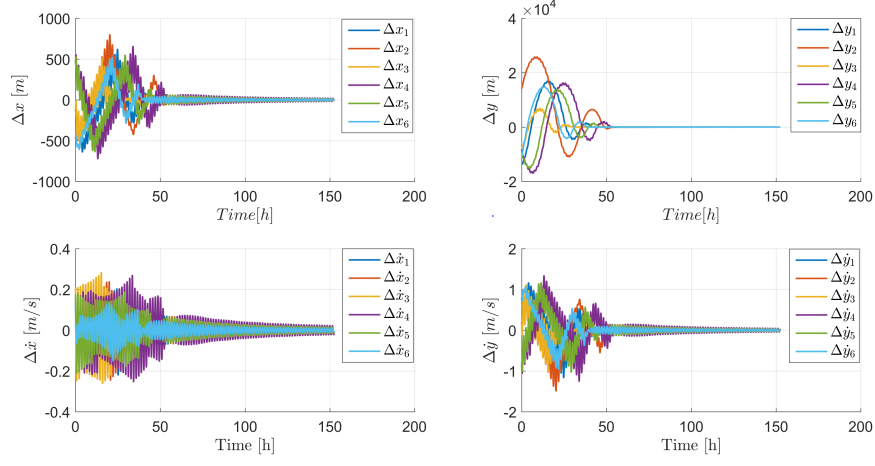 1000
500
0
-500
-1000
Δx [m]
0 50 100 150 200
Time[h]
Δx₁
Δx₂
Δx₃
Δx₄
Δx₅
Δx₆
×10⁴
4
2
0
-2
Δy [m]
0 50 100 150 200
Time[h]
Δy₁
Δy₂
Δy₃
Δy₄
Δy₅
Δy₆
0.4
0.2
0
-0.2
-0.4
Δẋ [m/s]
0 50 100 150 200
Time [h]
Δẋ₁
Δẋ₂
Δẋ₃
Δẋ₄
Δẋ₅
Δẋ₆
2
1
0
-1
-2
Δẏ [m/s]
0 50 100 150 200
Time [h]
Δẏ₁
Δẏ₂
Δẏ₃
Δẏ₄
Δẏ₅
Δẏ₆